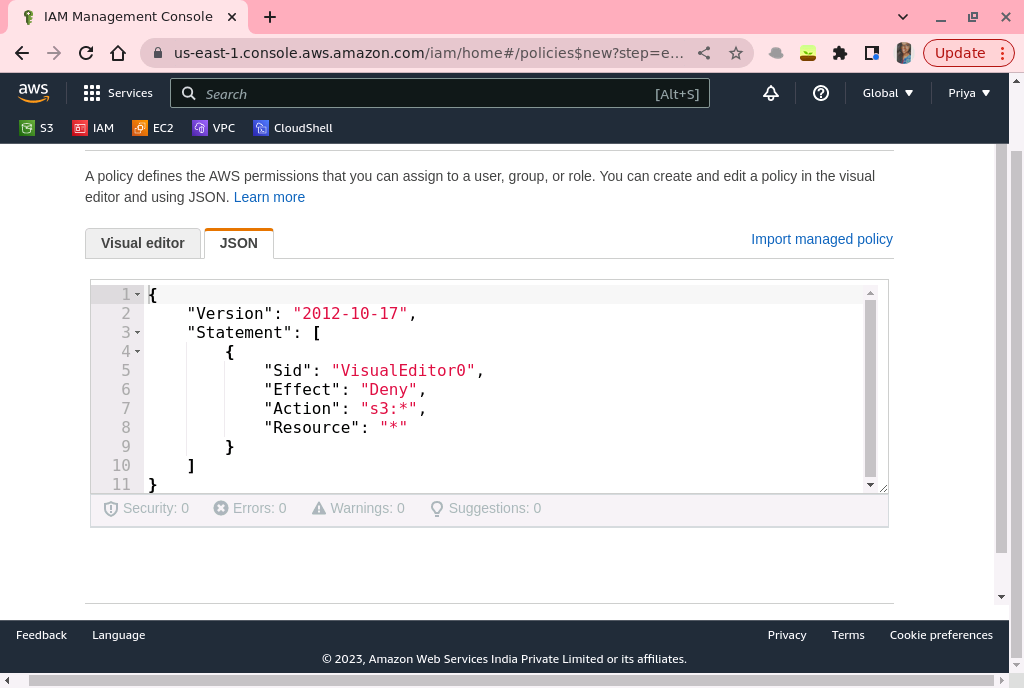 IAM Management Console
us-east-1.console.aws.amazon.com/iam/home#/policies$new?step=e...
Update
aws
Services
Search
[Alt+S]
Global
Priya
S3
IAM
EC2
VPC
CloudShell
A policy defines the AWS permissions that you can assign to a user, group, or role. You can create and edit a policy in the visual
editor and using JSON. Learn more
Visual editor
JSON
Import managed policy
1 {
2 "Version": "2012-10-17",
3 "Statement": [
4 {
5 "Sid": "VisualEditor0",
6 "Effect": "Deny",
7 "Action": "s3:*",
8 "Resource": "*"
9 }
10 ]
11 }
Security: 0
Errors: 0
Warnings: 0
Suggestions: 0
Feedback
Language
Privacy
Terms
Cookie preferences
© 2023, Amazon Web Services India Private Limited or its affiliates.